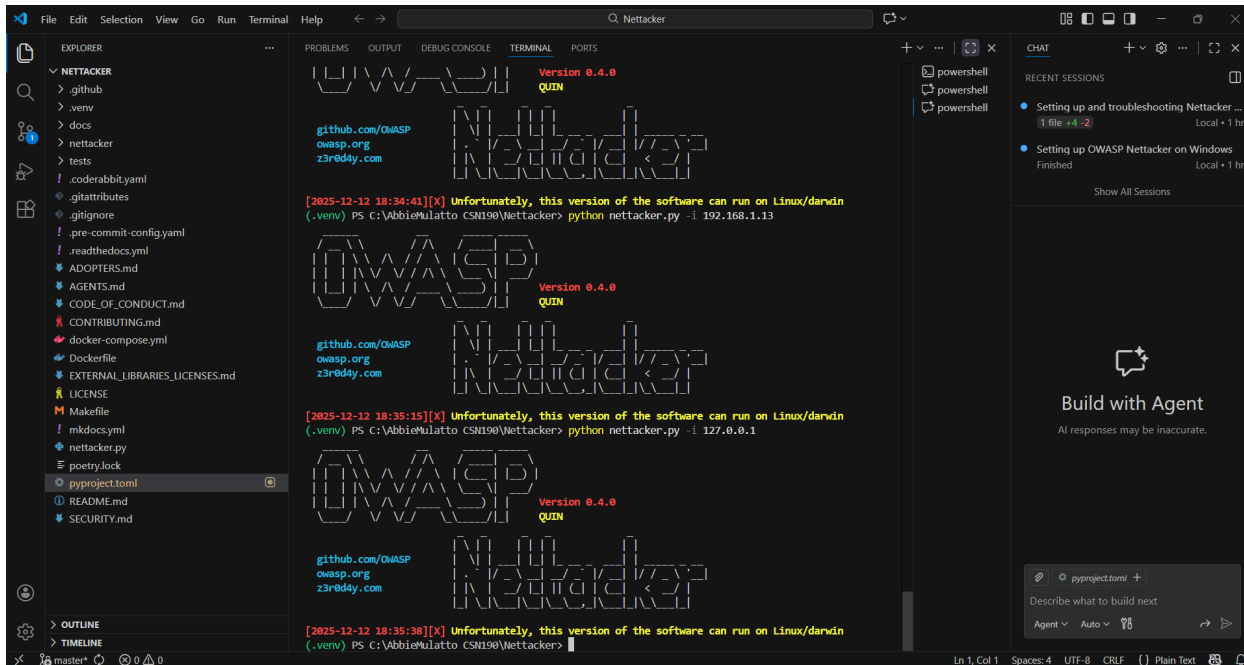 File Edit Selection View Go Run Terminal Help
Nettacker
EXPLORER
NETTACKER
.github
.venv
docs
nettacker
tests
.coderabbit.yaml
.gitattributes
.gitignore
.pre-commit-config.yaml
.readthedocs.yml
ADOPTERS.md
AGENTS.md
CODE_OF_CONDUCT.md
CONTRIBUTING.md
docker-compose.yml
Dockerfile
EXTERNAL_LIBRARIES_LICENSES.md
LICENSE
Makefile
mkdocs.yml
nettacker.py
poetry.lock
pyproject.toml
README.md
SECURITY.md
OUTLINE
TIMELINE
PROBLEMS OUTPUT DEBUG CONSOLE TERMINAL PORTS
Version 0.4.0
QUIN
github.com/OWASP
owasp.org
z3r0d4y.com
Nettacker
[2025-12-12 18:34:41][X] Unfortunately, this version of the software can run on Linux/darwin
(.venv) PS C:\AbbieMulatto CSN190\Nettacker> python nettacker.py -i 192.168.1.13
OWASP
Version 0.4.0
QUIN
github.com/OWASP
owasp.org
z3r0d4y.com
Nettacker
[2025-12-12 18:35:15][X] Unfortunately, this version of the software can run on Linux/darwin
(.venv) PS C:\AbbieMulatto CSN190\Nettacker> python nettacker.py -i 127.0.0.1
OWASP
Version 0.4.0
QUIN
github.com/OWASP
owasp.org
z3r0d4y.com
Nettacker
[2025-12-12 18:35:38][X] Unfortunately, this version of the software can run on Linux/darwin
(.venv) PS C:\AbbieMulatto CSN190\Nettacker>
powershell
powershell
powershell
CHAT
RECENT SESSIONS
Setting up and troubleshooting Nettacker ...
1 file +4 -2 Local • 1 hr
Setting up OWASP Nettacker on Windows
Finished Local • 1 hr
Show All Sessions
Build with Agent
AI responses may be inaccurate.
pyproject.toml
Describe what to build next
Agent Auto
master* 0 0 Ln 1, Col 1 Spaces: 4 UTF-8 CRLF { } Plain Text